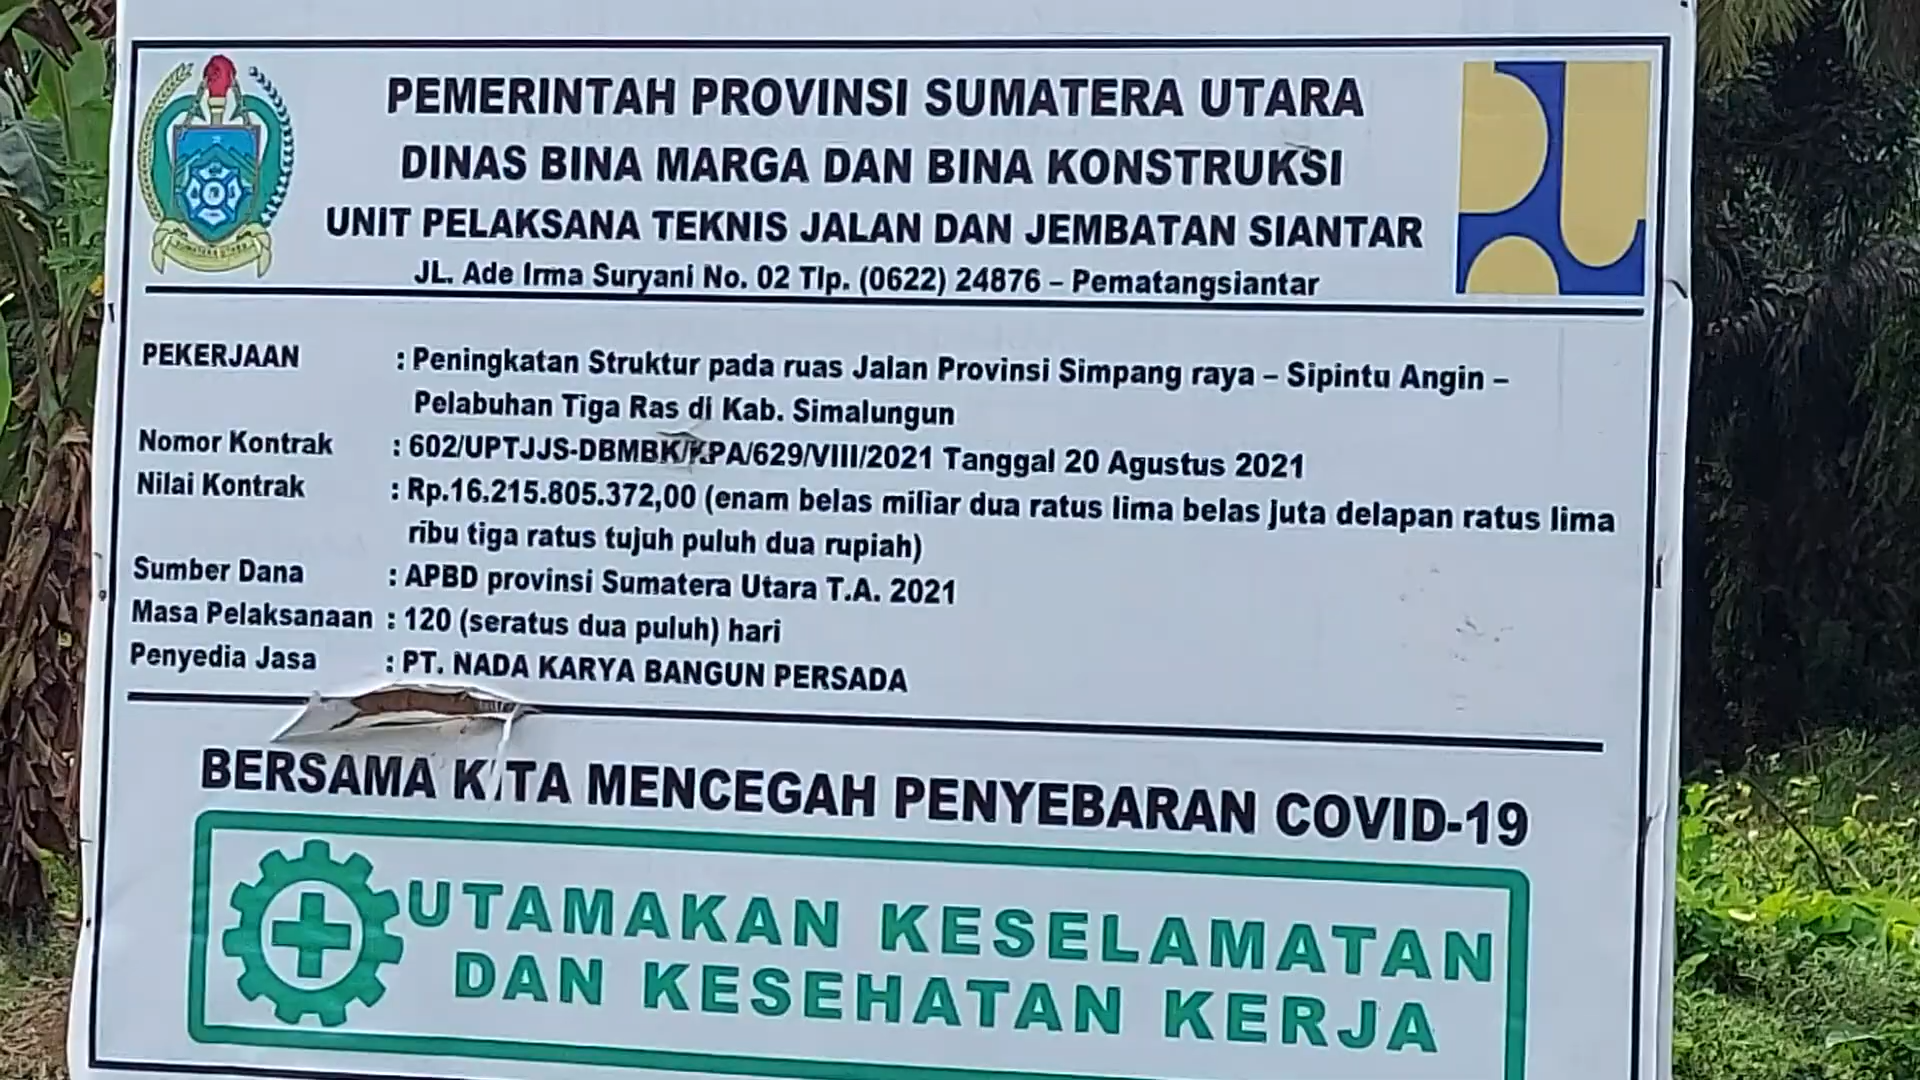 PEMERINTAH PROVINSI SUMATERA UTARA
DINAS BINA MARGA DAN BINA KONSTRUKSI
UNIT PELAKSANA TEKNIS JALAN DAN JEMBATAN SIANTAR
JL. Ade Irma Suryani No. 02 Tlp. (0622) 24876 – Pematangsiantar
SUMATERA UTARA
PEKERJAAN : Peningkatan Struktur pada ruas Jalan Provinsi Simpang raya – Sipintu Angin –
Pelabuhan Tiga Ras di Kab. Simalungun
Nomor Kontrak : 602/UPTJJS-DBMBK/KPA/629/VIII/2021 Tanggal 20 Agustus 2021
Nilai Kontrak : Rp.16.215.805.372,00 (enam belas miliar dua ratus lima belas juta delapan ratus lima
ribu tiga ratus tujuh puluh dua rupiah)
Sumber Dana : APBD provinsi Sumatera Utara T.A. 2021
Masa Pelaksanaan : 120 (seratus dua puluh) hari
Penyedia Jasa : PT. NADA KARYA BANGUN PERSADA
BERSAMA KITA MENCEGAH PENYEBARAN COVID-19
UTAMAKAN KESELAMATAN
DAN KESEHATAN KERJA